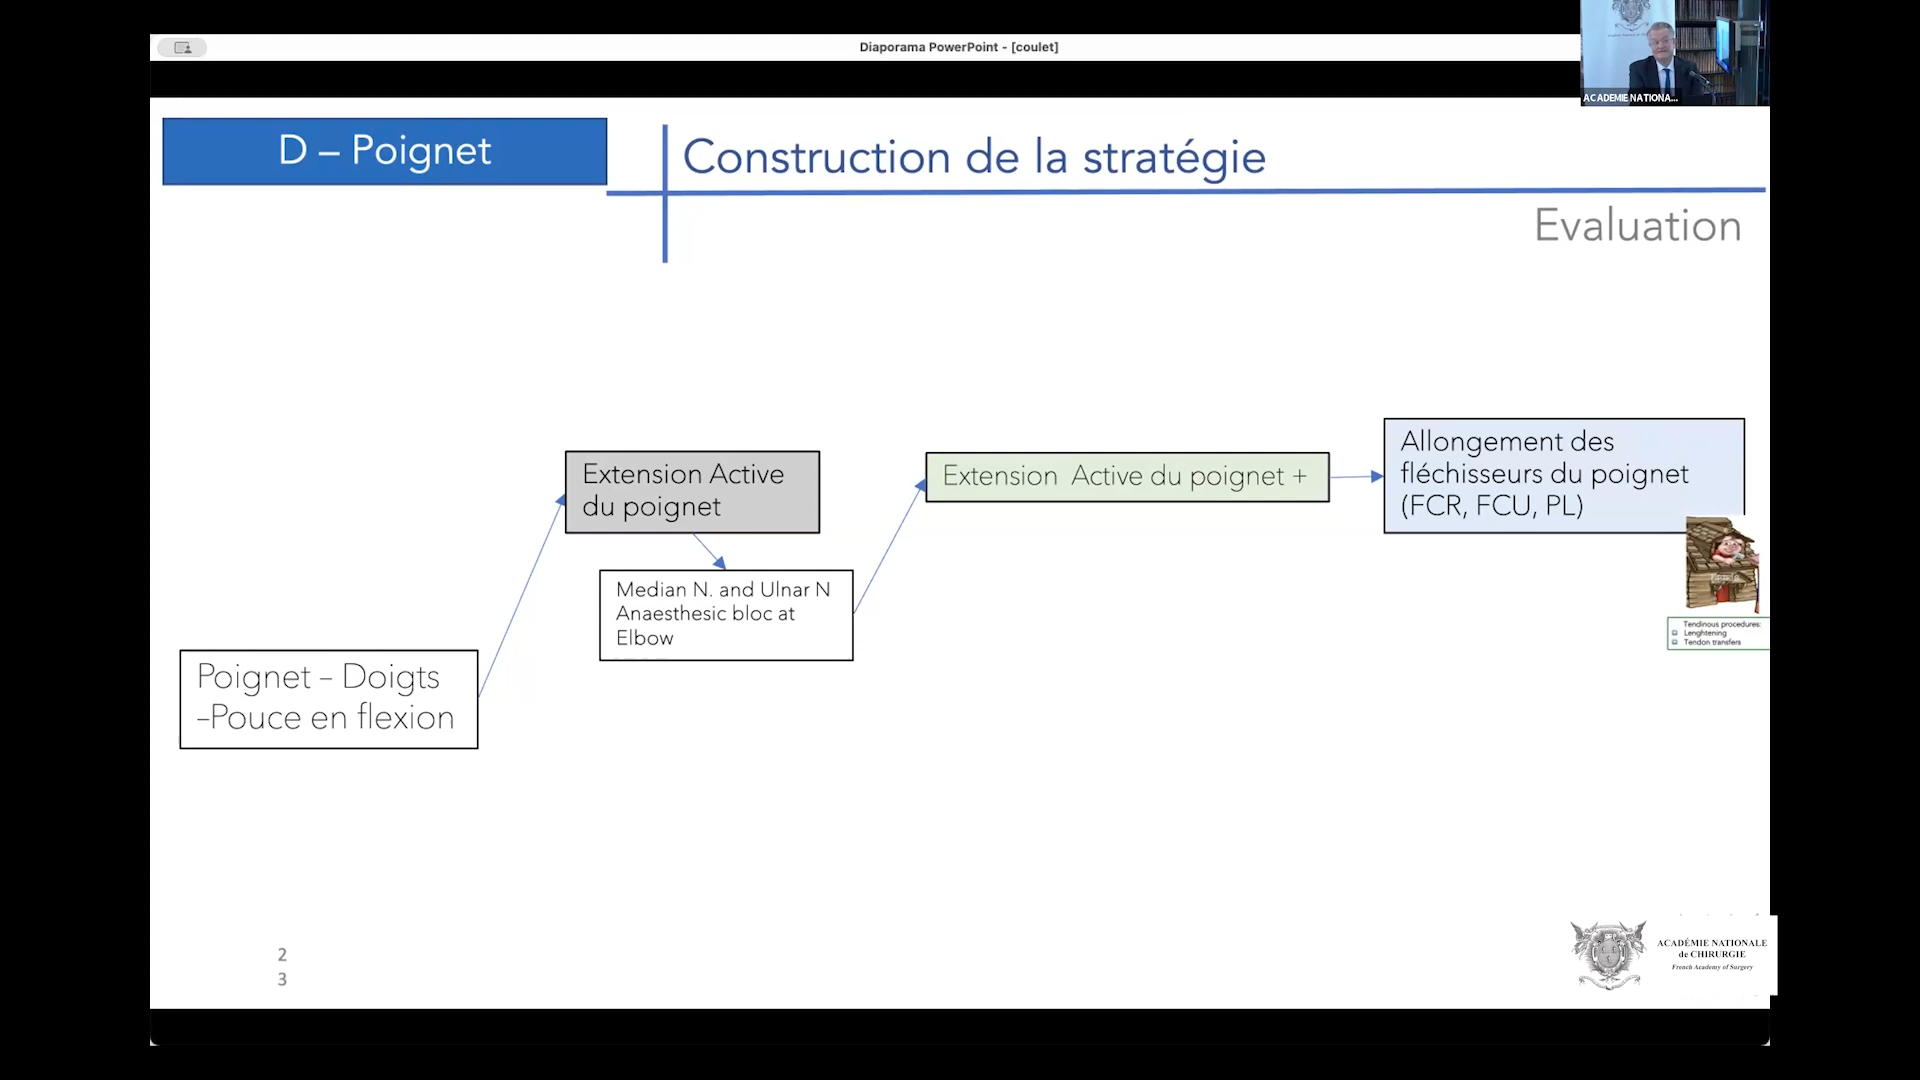 Diaporama PowerPoint - [coulet]
ACADEMIE NATIONA...
D – Poignet
Construction de la stratégie
Evaluation
Allongement des
fléchisseurs du poignet
(FCR, FCU, PL)
Extension Active
du poignet
Extension Active du poignet +
Median N. and Ulnar N
Anaesthesic bloc at
Elbow
Tendinous procedures:
Lenghtening
Tendon transfers
Poignet – Doigts
–Pouce en flexion
2
3
ACADÉMIE NATIONALE
de CHIRURGIE
French Academy of Surgery